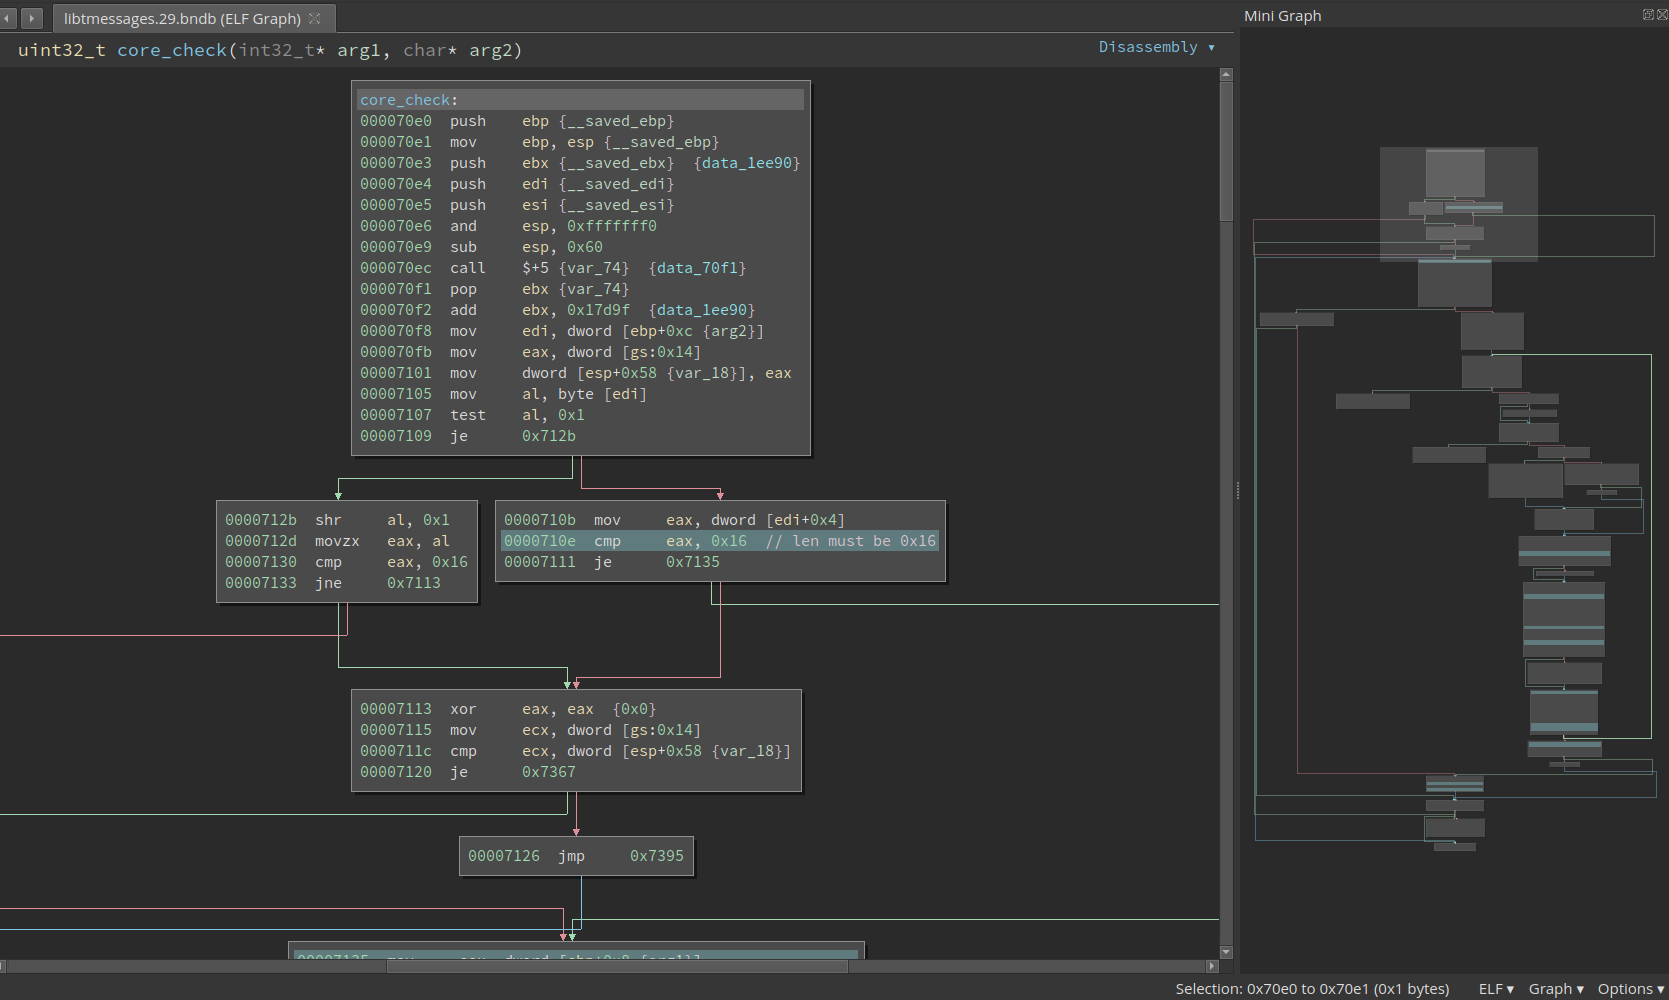 libtmessages.29.bndb (ELF Graph)
Mini Graph
uint32_t core_check(int32_t* arg1, char* arg2)
Disassembly ▾
core_check:
000070e0 push ebp {__saved_ebp}
000070e1 mov ebp, esp {__saved_ebp}
000070e3 push ebx {__saved_ebx} {data_1ee90}
000070e4 push edi {__saved_edi}
000070e5 push esi {__saved_esi}
000070e6 and esp, 0xfffffff0
000070e9 sub esp, 0x60
000070ec call $+5 {var_74} {data_70f1}
000070f1 pop ebx {var_74}
000070f2 add ebx, 0x17d9f {data_1ee90}
000070f8 mov edi, dword [ebp+0xc {arg2}]
000070fb mov eax, dword [gs:0x14]
00007101 mov dword [esp+0x58 {var_18}], eax
00007105 mov al, byte [edi]
00007107 test al, 0x1
00007109 je 0x712b
0000712b shr al, 0x1
0000712d movzx eax, al
00007130 cmp eax, 0x16
00007133 jne 0x7113
0000710b mov eax, dword [edi+0x4]
0000710e cmp eax, 0x16 // len must be 0x16
00007111 je 0x7135
00007113 xor eax, eax {0x0}
00007115 mov ecx, dword [gs:0x14]
0000711c cmp ecx, dword [esp+0x58 {var_18}]
00007120 je 0x7367
00007126 jmp 0x7395
00007135 mov eax, dword [ebp+0x8 {arg1}]
Selection: 0x70e0 to 0x70e1 (0x1 bytes) ELF ▾ Graph ▾ Options ▾